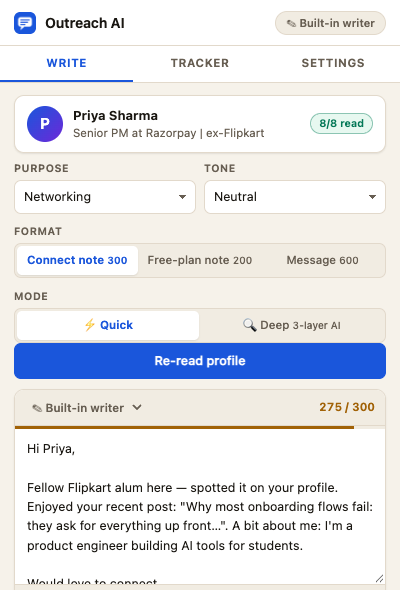 Outreach AI
✎ Built-in writer
WRITE
TRACKER
SETTINGS
P
Priya Sharma
Senior PM at Razorpay | ex-Flipkart
8/8 read
PURPOSE
TONE
Networking
Neutral
FORMAT
Connect note 300
Free-plan note 200
Message 600
MODE
⚡ Quick
🔍 Deep 3-layer AI
Re-read profile
✎ Built-in writer
275 / 300
Hi Priya,
Fellow Flipkart alum here — spotted it on your profile.
Enjoyed your recent post: "Why most onboarding flows fail:
they ask for everything up front…". A bit about me: I'm a
product engineer building AI tools for students.
Would love to connect